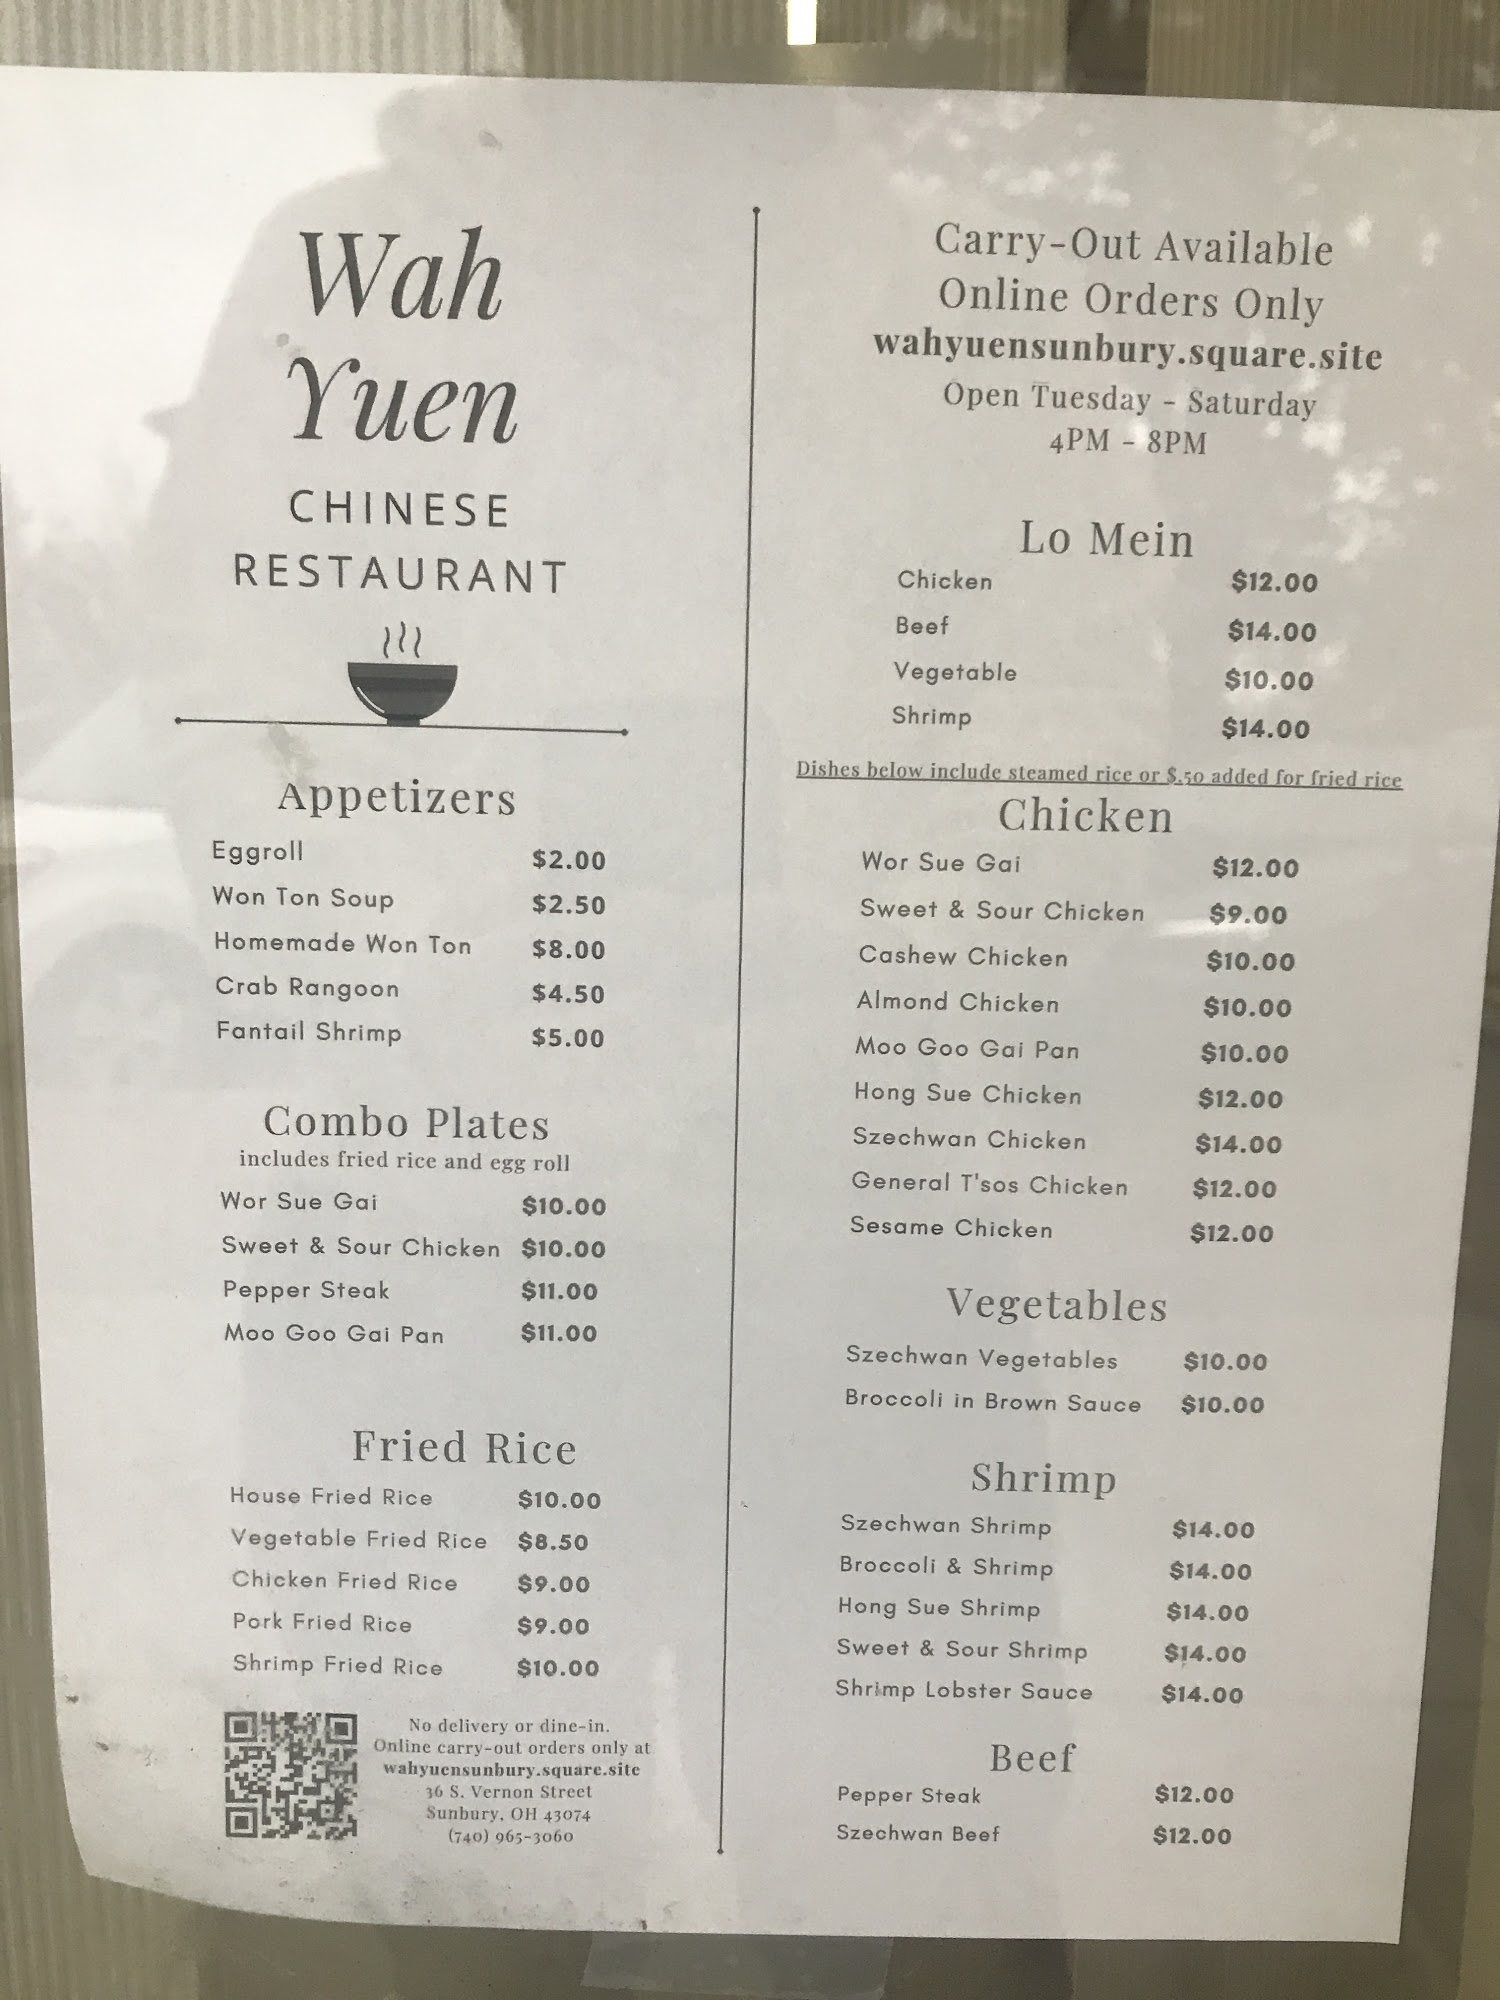 Wah
Yuen
CHINESE
RESTAURANT
Appetizers
Eggroll $2.00
Won Ton Soup $2.50
Homemade Won Ton $8.00
Crab Rangoon $4.50
Fantail Shrimp $5.00
Combo Plates
includes fried rice and egg roll
Wor Sue Gai $10.00
Sweet & Sour Chicken $10.00
Pepper Steak $11.00
Moo Goo Gai Pan $11.00
Fried Rice
House Fried Rice $10.00
Vegetable Fried Rice $8.50
Chicken Fried Rice $9.00
Pork Fried Rice $9.00
Shrimp Fried Rice $10.00
No delivery or dine-in.
Online carry-out orders only at
wahyuensunbury.square.site
36 S. Vernon Street
Sunbury, OH 43074
(740) 965-3060
Carry-Out Available
Online Orders Only
wahyuensunbury.square.site
Open Tuesday - Saturday
4PM - 8PM
Lo Mein
Chicken $12.00
Beef $14.00
Vegetable $10.00
Shrimp $14.00
Dishes below include steamed rice or $.50 added for fried rice
Chicken
Wor Sue Gai $12.00
Sweet & Sour Chicken $9.00
Cashew Chicken $10.00
Almond Chicken $10.00
Moo Goo Gai Pan $10.00
Hong Sue Chicken $12.00
Szechwan Chicken $14.00
General T'sos Chicken $12.00
Sesame Chicken $12.00
Vegetables
Szechwan Vegetables $10.00
Broccoli in Brown Sauce $10.00
Shrimp
Szechwan Shrimp $14.00
Broccoli & Shrimp $14.00
Hong Sue Shrimp $14.00
Sweet & Sour Shrimp $14.00
Shrimp Lobster Sauce $14.00
Beef
Pepper Steak $12.00
Szechwan Beef $12.00